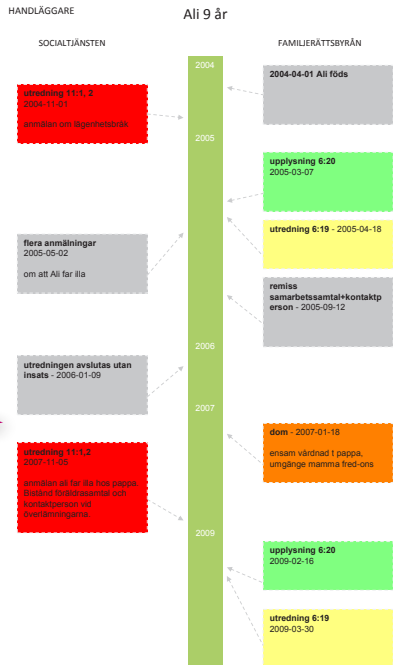 HANDLÄGGARE
Ali 9 år
SOCIALTJÄNSTEN
FAMILJERÄTTSBYRÅN
2004
2004-04-01 Ali föds
utredning 11:1, 2
2004-11-01
anmälan om lägenhetsbråk
2005
upplysning 6:20
2005-03-07
utredning 6:19 - 2005-04-18
flera anmälningar
2005-05-02
om att Ali far illa
remiss
samarbetssamtal+kontaktp
erson - 2005-09-12
2006
utredningen avslutas utan
insats - 2006-01-09
2007
dom - 2007-01-18
ensam vårdnad t pappa,
umgänge mamma fred-ons
utredning 11:1,2
2007-11-05
anmälan ali far illa hos pappa.
Bistånd föräldrasamtal och
kontaktperson vid
överlämningarna
2009
upplysning 6:20
2009-02-16
utredning 6:19
2009-03-30